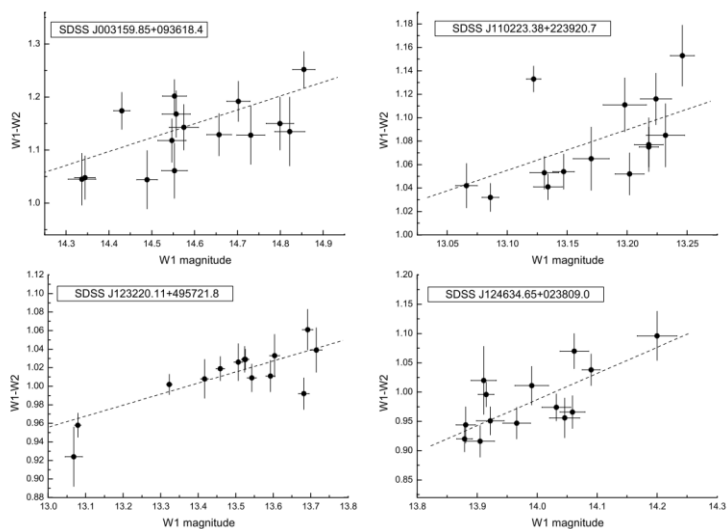 SDSS J003159.85+093618.4
W1-W2
1.3
1.2
1.1
1.0
14.3 14.4 14.5 14.6 14.7 14.8 14.9
W1 magnitude
SDSS J110223.38+223920.7
W1-W2
1.18
1.16
1.14
1.12
1.10
1.08
1.06
1.04
1.02
1.00
13.05 13.10 13.15 13.20 13.25
W1 magnitude
SDSS J123220.11+495721.8
W1-W2
1.12
1.10
1.08
1.06
1.04
1.02
1.00
0.98
0.96
0.94
0.92
0.90
0.88
13.0 13.1 13.2 13.3 13.4 13.5 13.6 13.7 13.8
W1 magnitude
SDSS J124634.65+023809.0
W1-W2
1.20
1.15
1.10
1.05
1.00
0.95
0.90
0.85
13.8 13.9 14.0 14.1 14.2 14.3
W1 magnitude